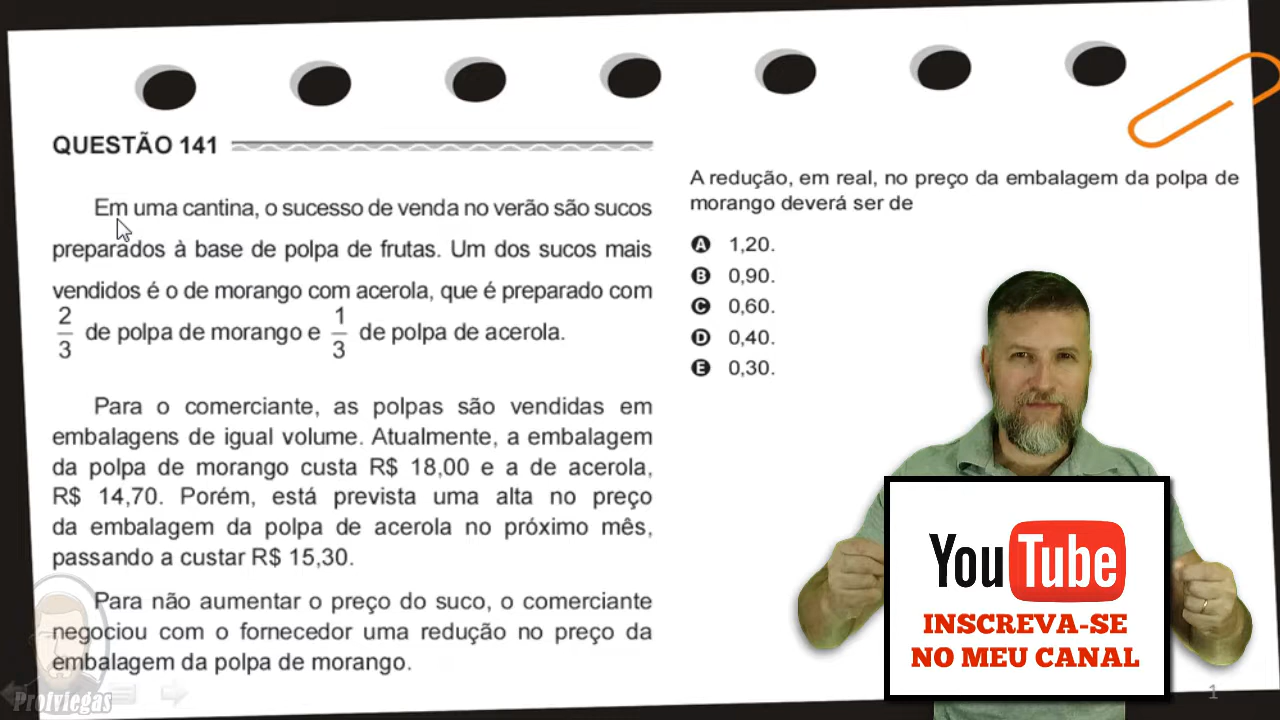 QUESTÃO 141
Em uma cantina, o sucesso de venda no verão são sucos
preparados à base de polpa de frutas. Um dos sucos mais
vendidos é o de morango com acerola, que é preparado com
2/3 de polpa de morango e 1/3 de polpa de acerola.
Para o comerciante, as polpas são vendidas em
embalagens de igual volume. Atualmente, a embalagem
da polpa de morango custa R$ 18,00 e a de acerola,
R$ 14,70. Porém, está prevista uma alta no preço
da embalagem da polpa de acerola no próximo mês,
passando a custar R$ 15,30.
Para não aumentar o preço do suco, o comerciante
negociou com o fornecedor uma redução no preço da
embalagem da polpa de morango.
A redução, em real, no preço da embalagem da polpa de
morango deverá ser de
A 1,20.
B 0,90.
C 0,60.
D 0,40.
E 0,30.
YouTube
INSCREVA-SE
NO MEU CANAL
Profviegas
1